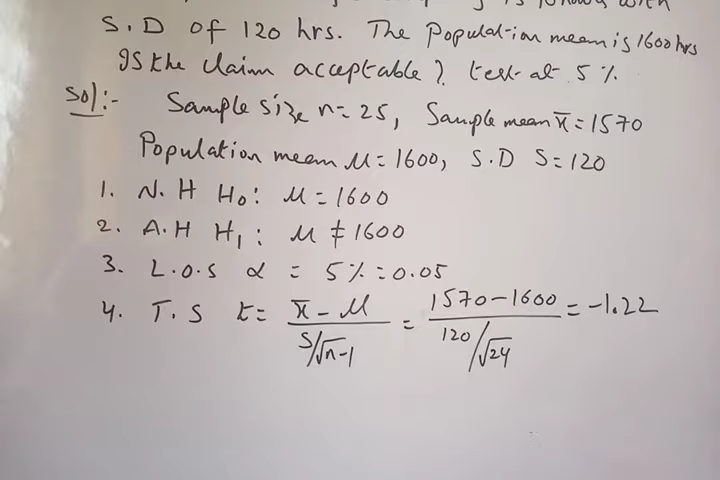 with
S.D of 120 hrs. The Population mean is 1600 hrs
Is the claim acceptable? test at 5%
Sol:- Sample size n = 25, Sample mean x̄ = 1570
Population mean μ = 1600, S.D S = 120
1. N.H H₀: μ = 1600
2. A.H H₁: μ ≠ 1600
3. L.O.S α = 5% = 0.05
4. T.S t = x̄ - μ / S/√n-1 = 1570 - 1600 / 120/√24 = -1.22